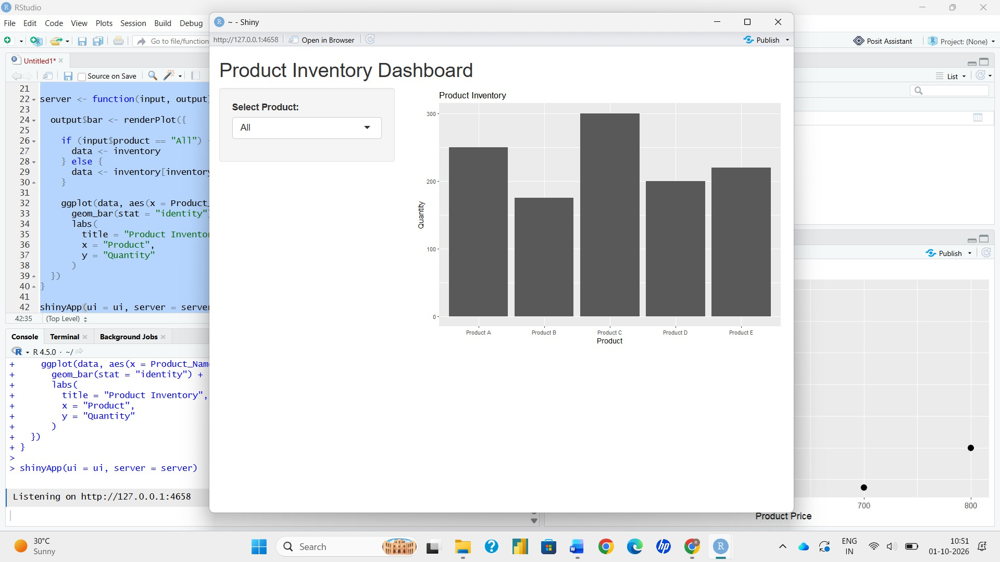 RStudio
File Edit Code View Plots Session Build Debug
Go to file/function
Posit Assistant
Project: (None)
Untitled1*
Source on Save
21
22 server <- function(input, output
23
24 output$bar <- renderPlot({
25
26 if (input$product == "All")
27 data <- inventory
28 } else {
29 data <- inventory[inventory
30 }
31
32 ggplot(data, aes(x = Product_
33 geom_bar(stat = "identity"
34 labs(
35 title = "Product Invento
36 x = "Product",
37 y = "Quantity"
38 )
39 })
40 }
41
42 shinyApp(ui = ui, server = serve
42:35 (Top Level)
Console Terminal Background Jobs
R 4.5.0 · ~/
+ ggplot(data, aes(x = Product_Nam
+ geom_bar(stat = "identity") +
+ labs(
+ title = "Product Inventory",
+ x = "Product",
+ y = "Quantity"
+ )
+ })
+ }
>
> shinyApp(ui = ui, server = server)
Listening on http://127.0.0.1:4658
~ - Shiny
http://127.0.0.1:4658 Open in Browser Publish
Product Inventory Dashboard
Select Product:
All
Product Inventory
300
200
100
0
Quantity
Product A Product B Product C Product D Product E
Product
List
Publish
700 800
Product Price
30°C
Sunny
Search
ENG
IN
10:51
01-10-2026